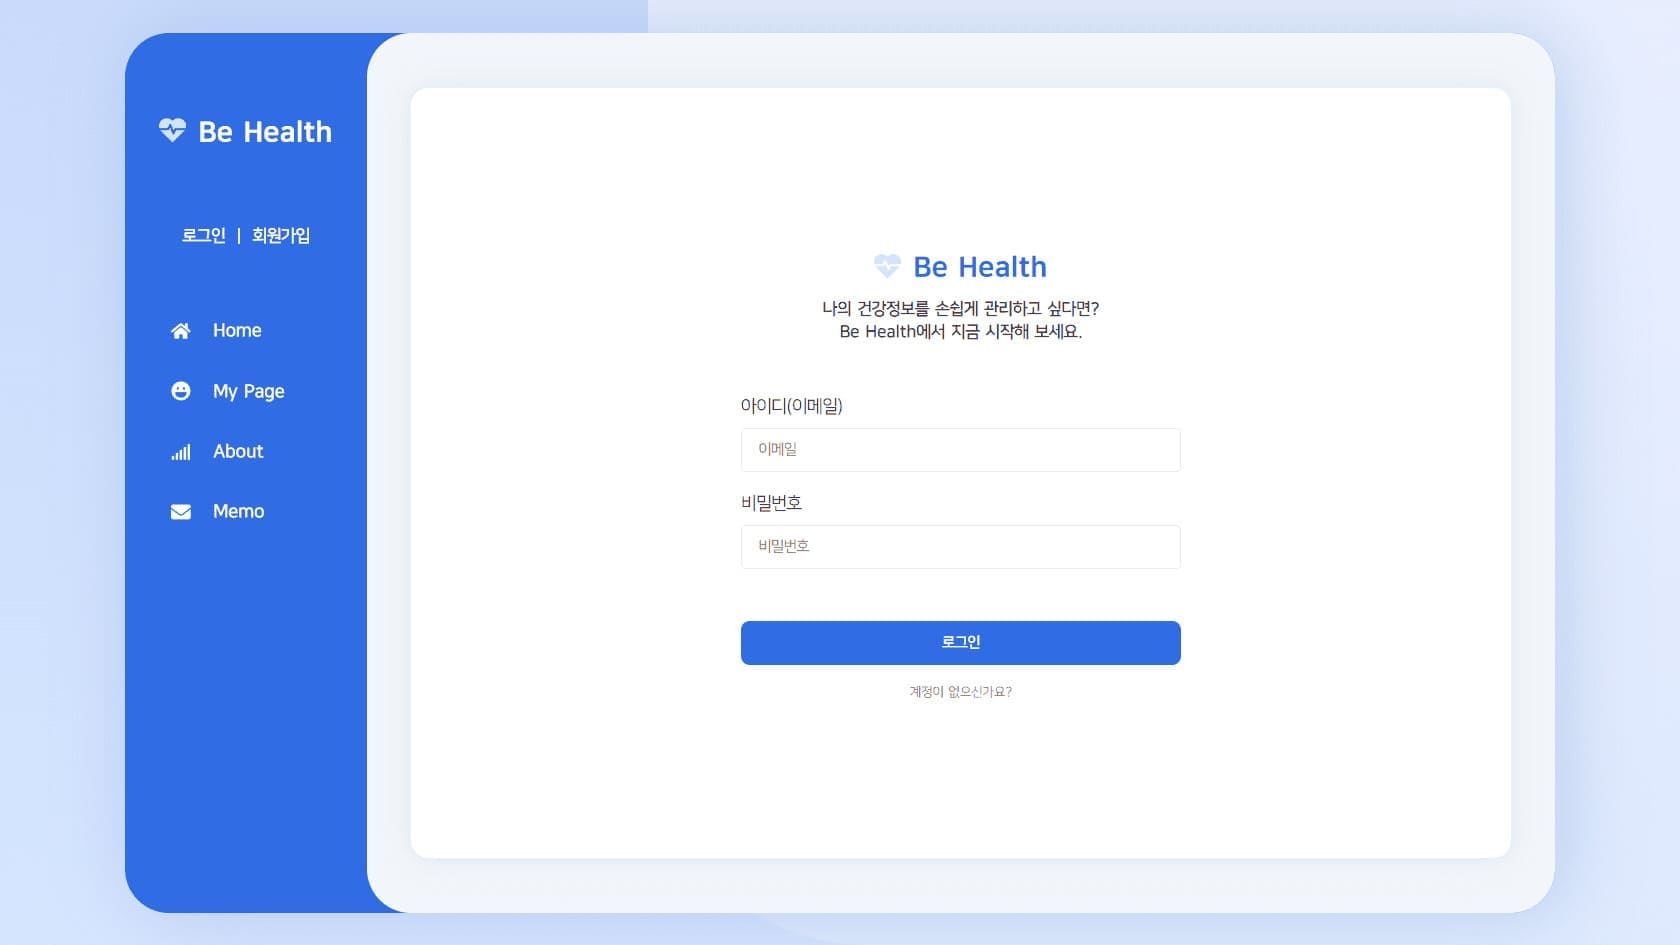 Be Health
로그인 | 회원가입
Home
My Page
About
Memo
Be Health
나의 건강정보를 손쉽게 관리하고 싶다면?
Be Health에서 지금 시작해 보세요.
아이디(이메일)
이메일
비밀번호
비밀번호
로그인
계정이 없으신가요?